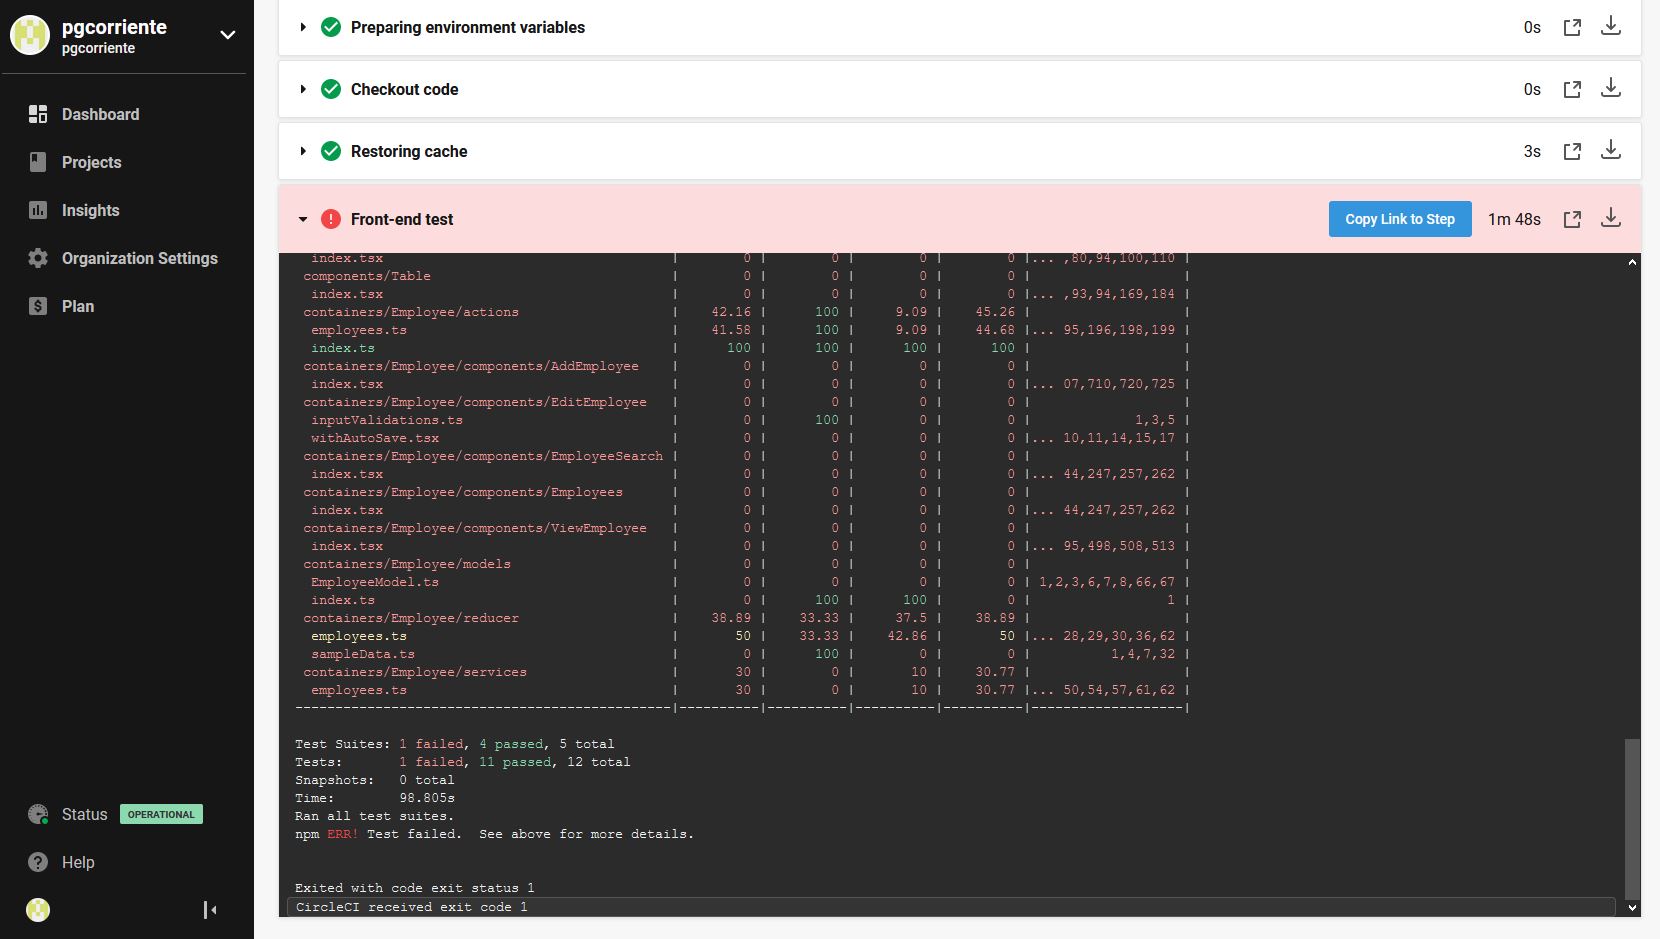 pgcorriente
pgcorriente
Dashboard
Projects
Insights
Organization Settings
$ Plan
Status OPERATIONAL
? Help
Preparing environment variables 0s
Checkout code 0s
Restoring cache 3s
! Front-end test Copy Link to Step 1m 48s
index.tsx | 0 | 0 | 0 | 0 |... ,80,94,100,110 |
components/Table | 0 | 0 | 0 | 0 | |
index.tsx | 0 | 0 | 0 | 0 |... ,93,94,169,184 |
containers/Employee/actions | 42.16 | 100 | 9.09 | 45.26 | |
employees.ts | 41.58 | 100 | 9.09 | 44.68 |... 95,196,198,199 |
index.ts | 100 | 100 | 100 | 100 | |
containers/Employee/components/AddEmployee | 0 | 0 | 0 | 0 | |
index.tsx | 0 | 0 | 0 | 0 |... 07,710,720,725 |
containers/Employee/components/EditEmployee | 0 | 0 | 0 | 0 | |
inputValidations.ts | 0 | 100 | 0 | 0 | 1,3,5 |
withAutoSave.tsx | 0 | 0 | 0 | 0 |... 10,11,14,15,17 |
containers/Employee/components/EmployeeSearch | 0 | 0 | 0 | 0 | |
index.tsx | 0 | 0 | 0 | 0 |... 44,247,257,262 |
containers/Employee/components/Employees | 0 | 0 | 0 | 0 | |
index.tsx | 0 | 0 | 0 | 0 |... 44,247,257,262 |
containers/Employee/components/ViewEmployee | 0 | 0 | 0 | 0 | |
index.tsx | 0 | 0 | 0 | 0 |... 95,498,508,513 |
containers/Employee/models | 0 | 0 | 0 | 0 | |
EmployeeModel.ts | 0 | 0 | 0 | 0 | 1,2,3,6,7,8,66,67 |
index.ts | 0 | 100 | 100 | 0 | 1 |
containers/Employee/reducer | 38.89 | 33.33 | 37.5 | 38.89 | |
employees.ts | 50 | 33.33 | 42.86 | 50 |... 28,29,30,36,62 |
sampleData.ts | 0 | 100 | 0 | 0 | 1,4,7,32 |
containers/Employee/services | 30 | 0 | 10 | 30.77 | |
employees.ts | 30 | 0 | 10 | 30.77 |... 50,54,57,61,62 |
-----------------------------------------------|----------|----------|----------|----------|-------------------|
Test Suites: 1 failed, 4 passed, 5 total
Tests: 1 failed, 11 passed, 12 total
Snapshots: 0 total
Time: 98.805s
Ran all test suites.
npm ERR! Test failed. See above for more details.
Exited with code exit status 1
CircleCI received exit code 1